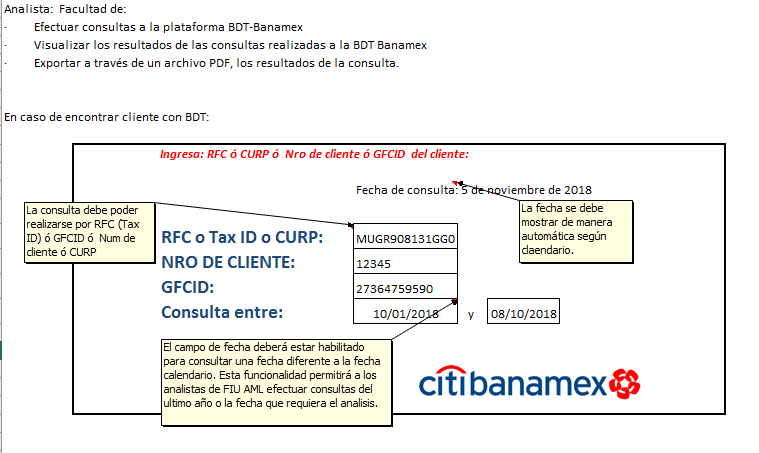 Analista: Facultad de:
· Efectuar consultas a la plataforma BDT-Banamex
· Visualizar los resultados de las consultas realizadas a la BDT Banamex
· Exportar a través de un archivo PDF, los resultados de la consulta.
En caso de encontrar cliente con BDT:
Ingresa: RFC ó CURP ó Nro de cliente ó GFCID del cliente:
Fecha de consulta: 5 de noviembre de 2018
La consulta debe poder
realizarse por RFC (Tax
ID) ó GFCID ó Num de
cliente ó CURP
La fecha se debe
mostrar de manera
automática según
claendario.
RFC o Tax ID o CURP: MUGR908131GG0
NRO DE CLIENTE: 12345
GFCID: 27364759590
Consulta entre: 10/01/2018 y 08/10/2018
El campo de fecha deberá estar habilitado
para consultar una fecha diferente a la fecha
calendario. Esta funcionalidad permitirá a los
analistas de FIU AML efectuar consultas del
ultimo año o la fecha que requiera el analisis.
citibanamex